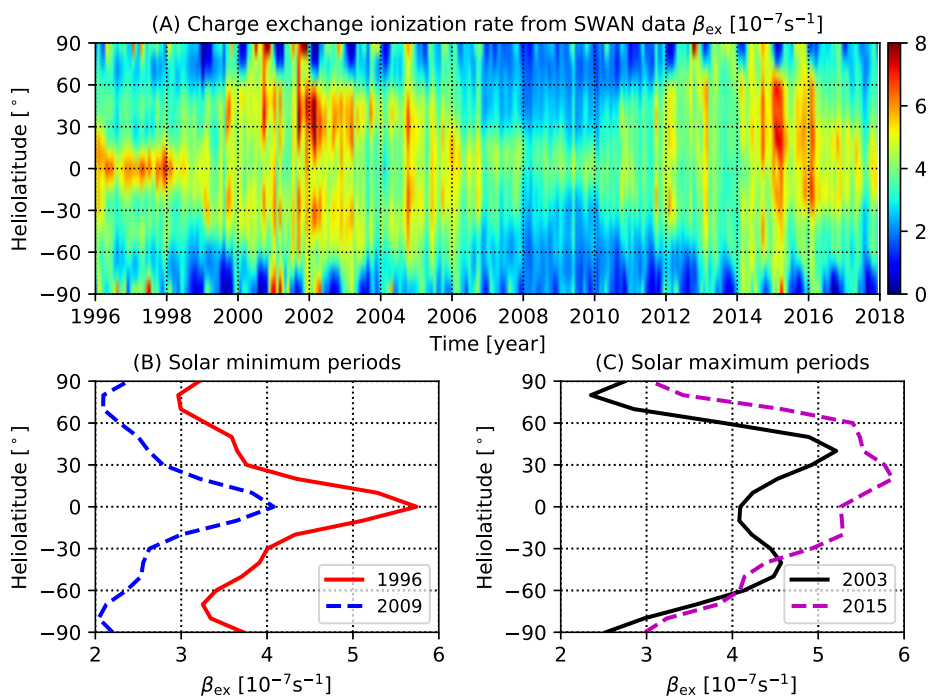 (A) Charge exchange ionization rate from SWAN data βex [10−7s−1]
90
60
30
0
−30
−60
−90
Heliolatitude [°]
8
6
4
2
0
1996 1998 2000 2002 2004 2006 2008 2010 2012 2014 2016 2018
Time [year]
(B) Solar minimum periods
90
60
30
0
−30
−60
−90
Heliolatitude [°]
1996
2009
2 3 4 5 6
βex [10−7s−1]
(C) Solar maximum periods
90
60
30
0
−30
−60
−90
Heliolatitude [°]
2003
2015
2 3 4 5 6
βex [10−7s−1]